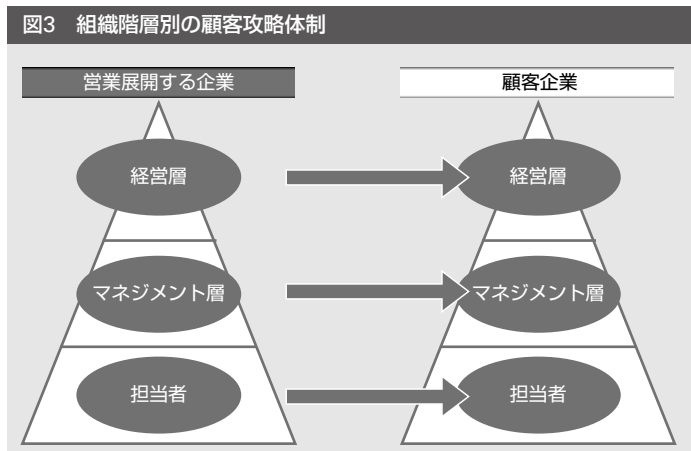 図3　組織階層別の顧客攻略体制
営業展開する企業
顧客企業
経営層
経営層
マネジメント層
マネジメント層
担当者
担当者